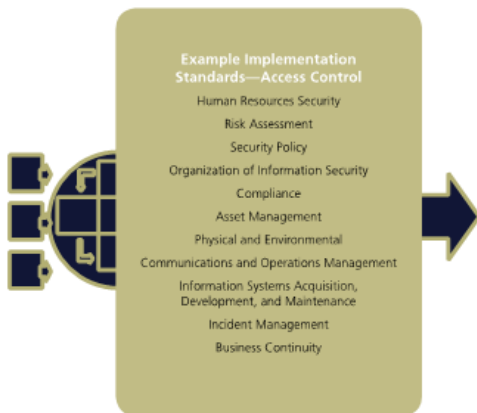 Example Implementation
Standards—Access Control
Human Resources Security
Risk Assessment
Security Policy
Organization of Information Security
Compliance
Asset Management
Physical and Environmental
Communications and Operations Management
Information Systems Acquisition,
Development, and Maintenance
Incident Management
Business Continuity